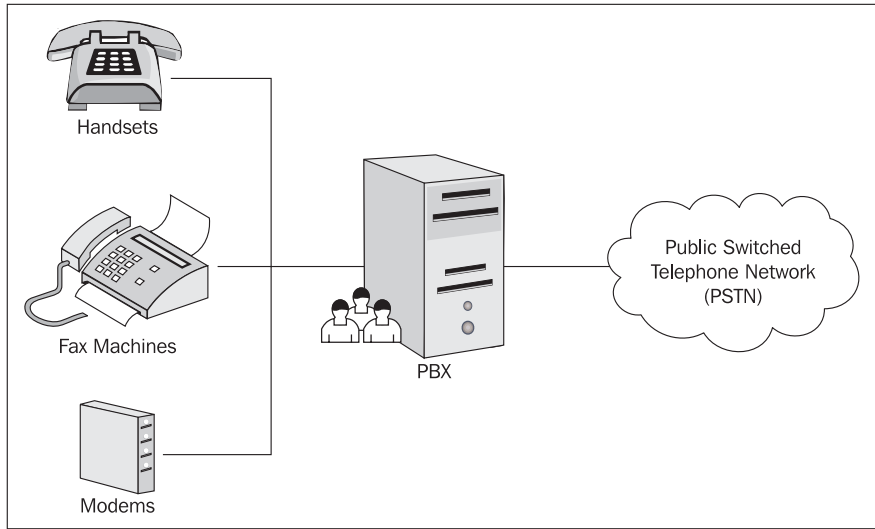 Handsets
Fax Machines
Modems
PBX
Public Switched
Telephone Network
(PSTN)